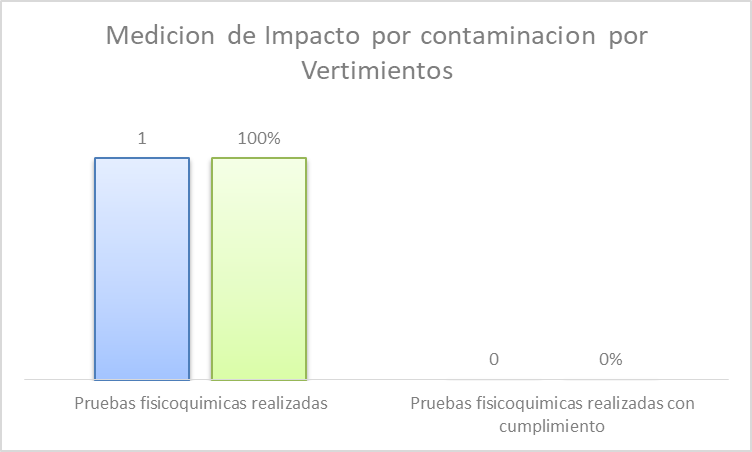 Medicion de Impacto por contaminacion por
Vertimientos
1
100%
0
0%
Pruebas fisicoquimicas realizadas
Pruebas fisicoquimicas realizadas con
cumplimiento